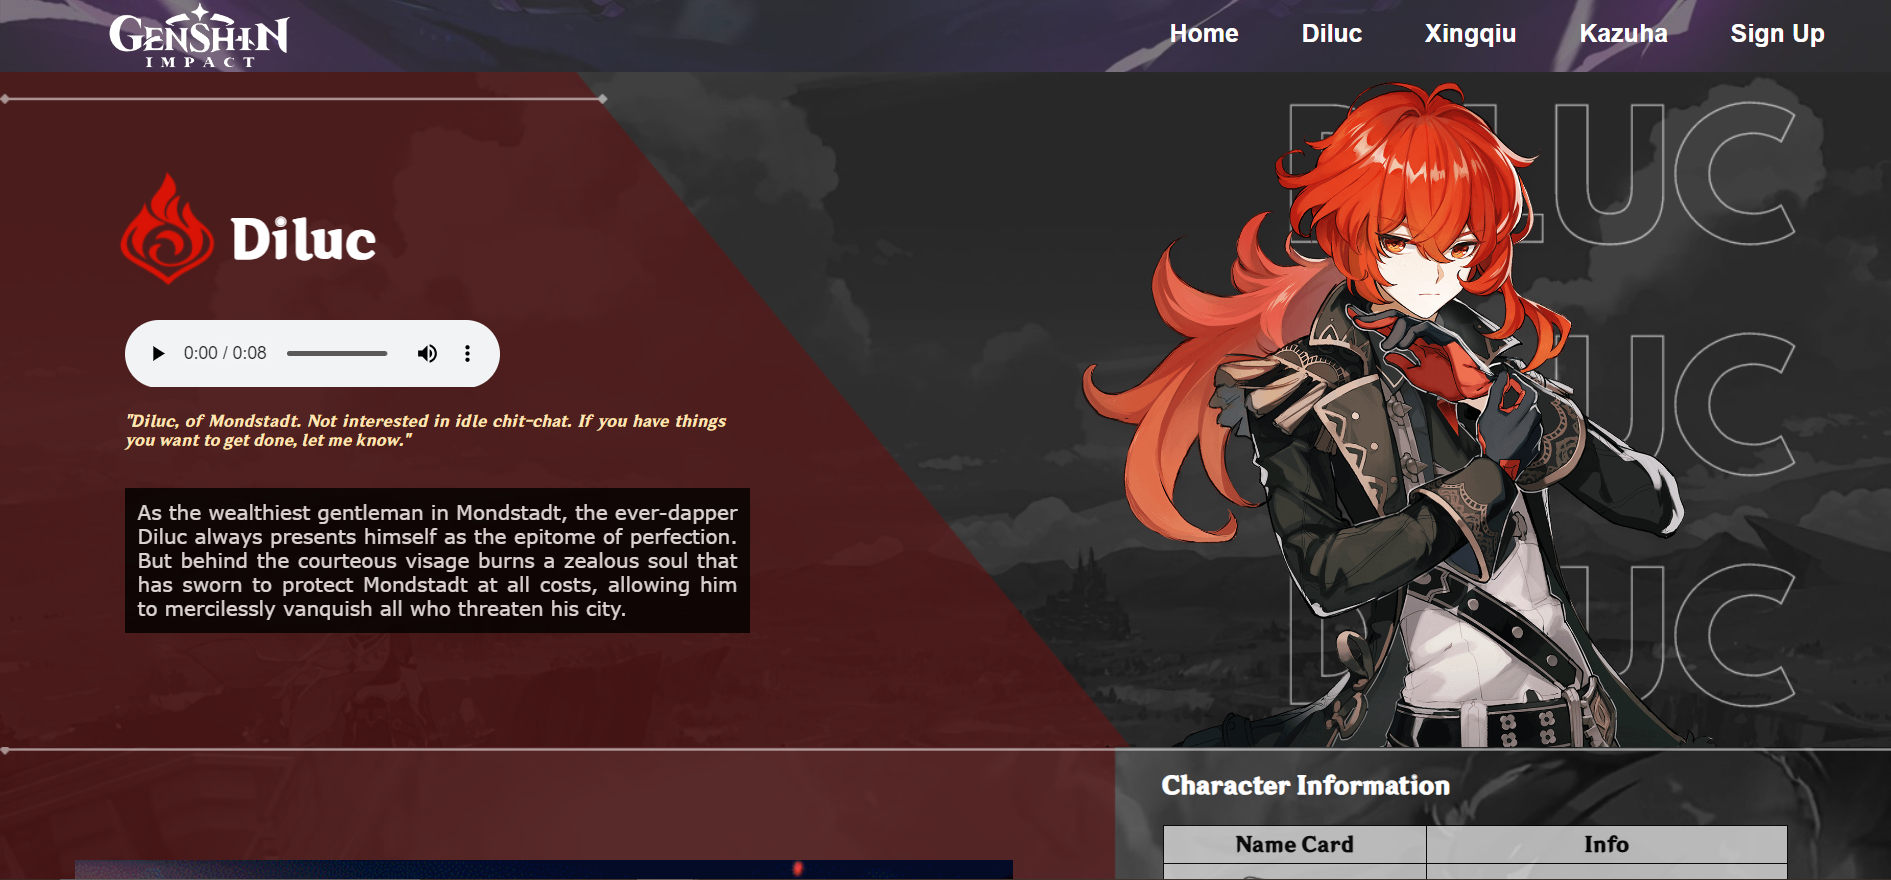 GENSHIN
IMPACT
Home Diluc Xingqiu Kazuha Sign Up
DILUC
Diluc
0:00 / 0:08
DILUC
"Diluc, of Mondstadt. Not interested in idle chit-chat. If you have things
you want to get done, let me know."
As the wealthiest gentleman in Mondstadt, the ever-dapper
Diluc always presents himself as the epitome of perfection.
But behind the courteous visage burns a zealous soul that
has sworn to protect Mondstadt at all costs, allowing him
to mercilessly vanquish all who threaten his city.
DILUC
Character Information
Name Card Info